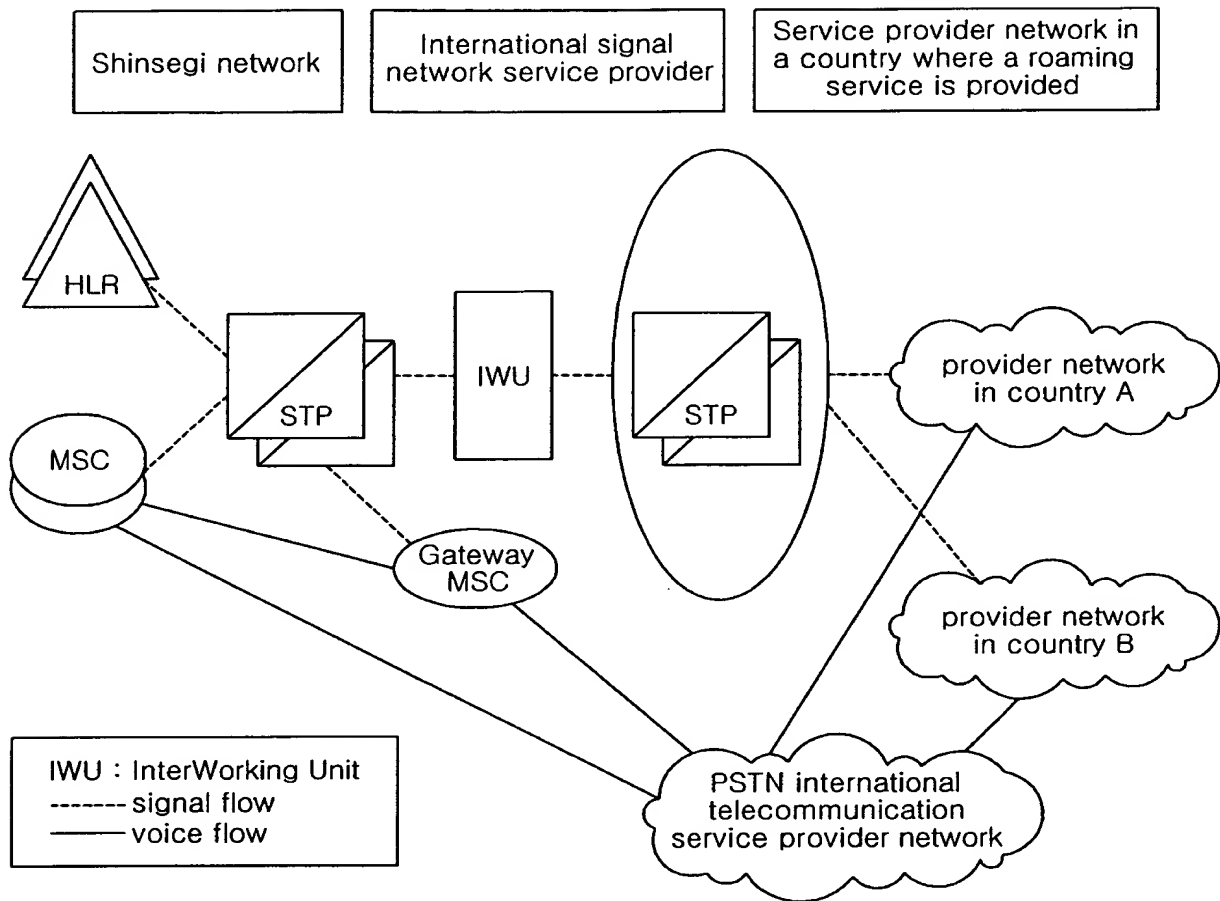 Shinsegi network
International signal
network service provider
Service provider network in
a country where a roaming
service is provided
HLR
STP
IWU
STP
provider network
in country A
MSC
Gateway
MSC
provider network
in country B
IWU : InterWorking Unit
signal flow
voice flow
PSTN international
telecommunication
service provider network